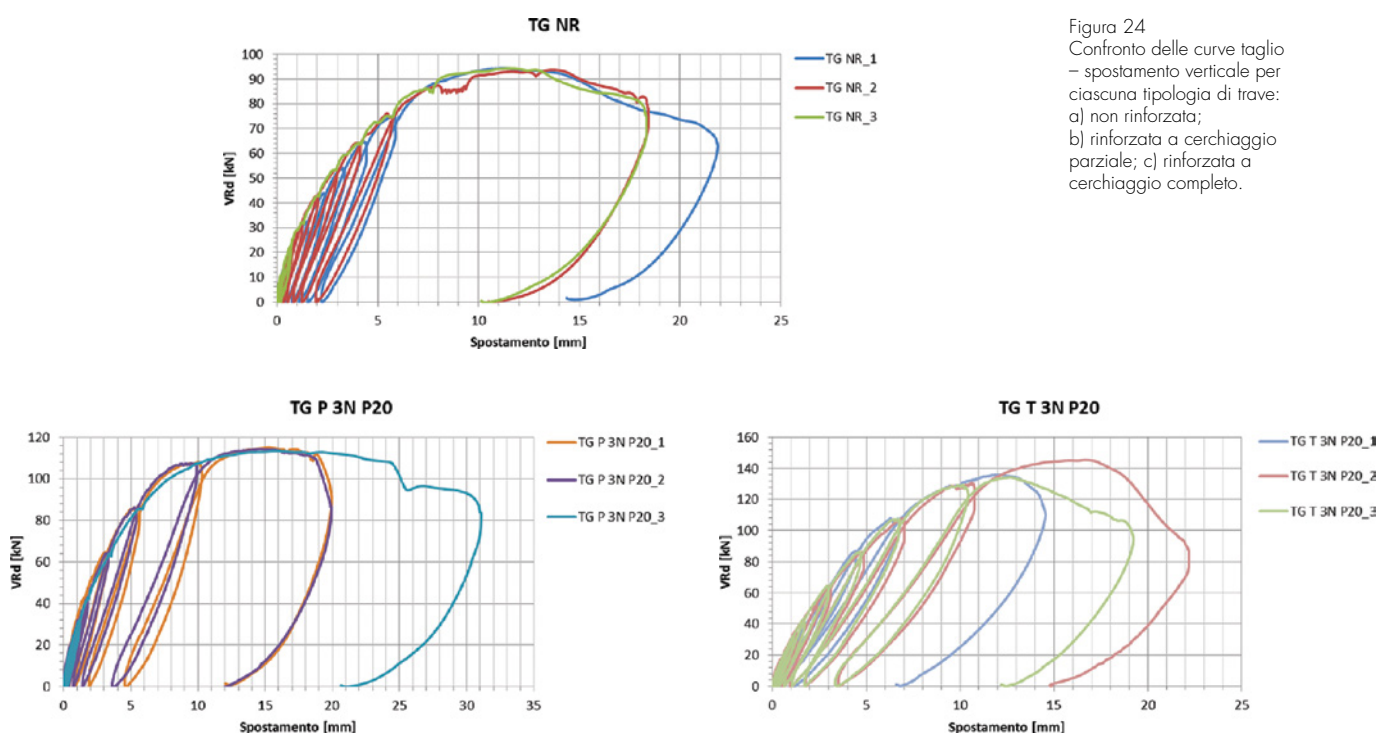 TG NR
VRd [kN]
100
90
80
70
60
50
40
30
20
10
0
0 5 10 15 20 25
Spostamento [mm]
TG NR_1
TG NR_2
TG NR_3
Figura 24
Confronto delle curve taglio
– spostamento verticale per
ciascuna tipologia di trave:
a) non rinforzata;
b) rinforzata a cerchiaggio
parziale; c) rinforzata a
cerchiaggio completo.
TG P 3N P20
VRd [kN]
120
100
80
60
40
20
0
0 5 10 15 20 25 30 35
Spostamento [mm]
TG P 3N P20_1
TG P 3N P20_2
TG P 3N P20_3
TG T 3N P20
VRd [kN]
160
140
120
100
80
60
40
20
0
0 5 10 15 20 25
Spostamento [mm]
TG T 3N P20_1
TG T 3N P20_2
TG T 3N P20_3